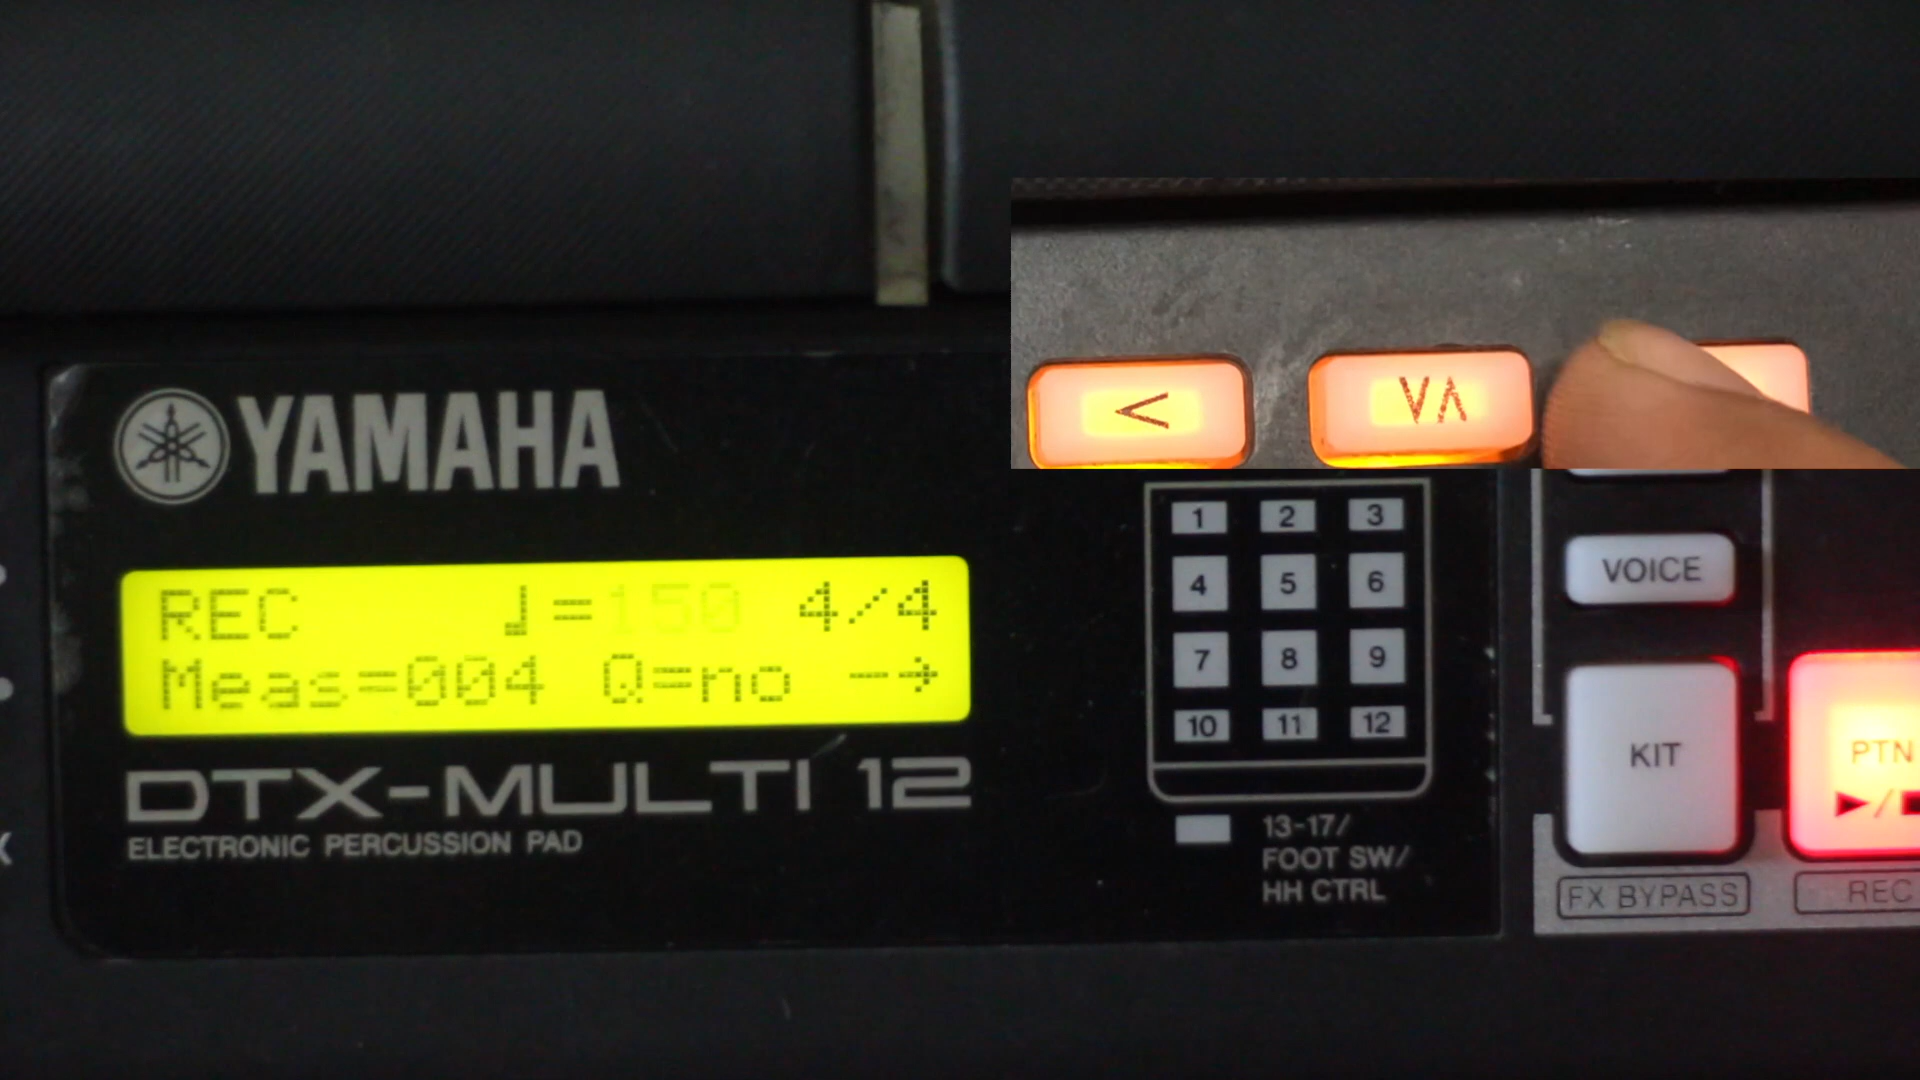 YAMAHA
REC ♩=150 4/4
Meas=004 Q=no →
DTX-MULTI 12
ELECTRONIC PERCUSSION PAD
< ∨∧
1 2 3
4 5 6
7 8 9
10 11 12
13-17/
FOOT SW/
HH CTRL
VOICE
KIT
PTN
▶/■
FX BYPASS
REC